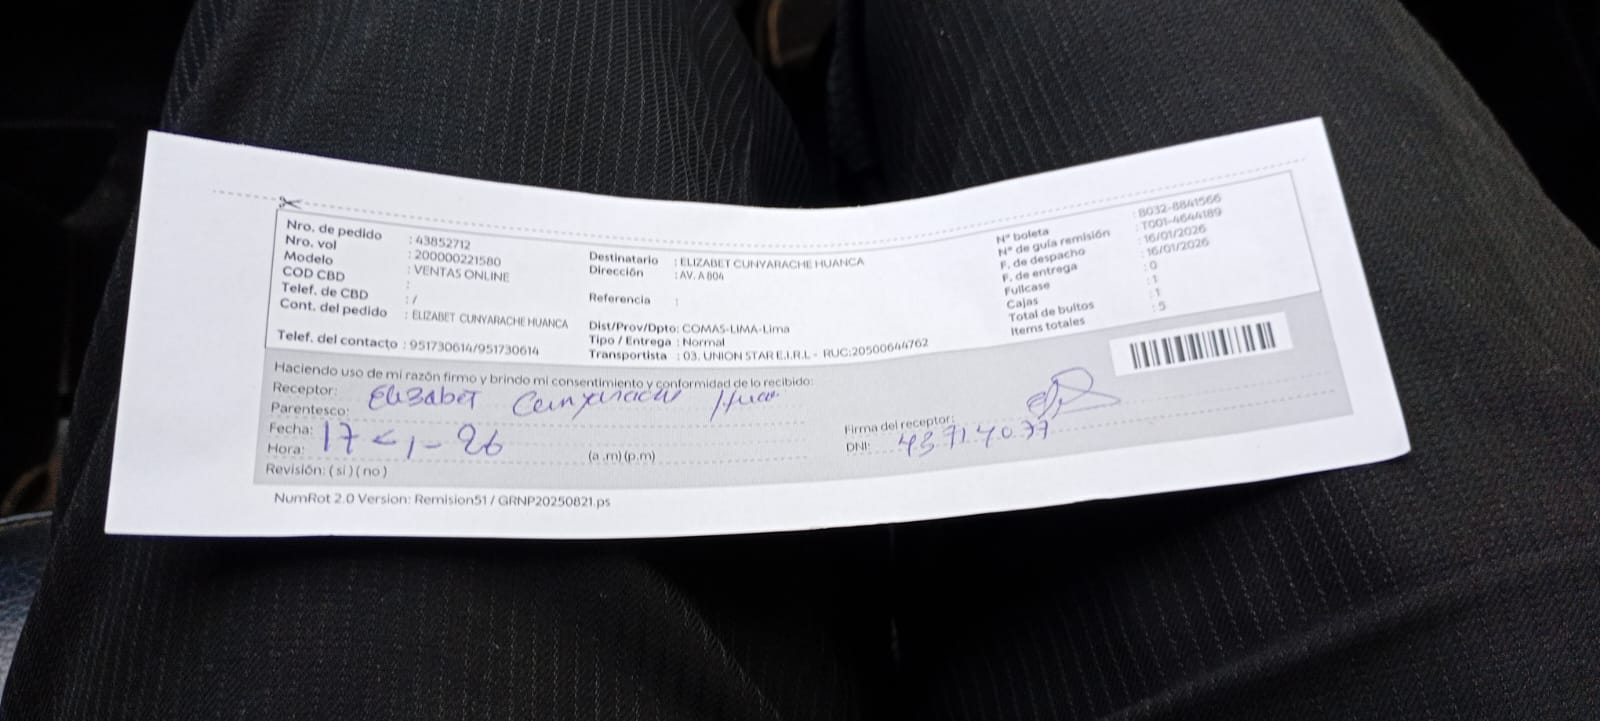 Nro. de pedido : 43852712
Nro. vol : 200000221580
Modelo : VENTAS ONLINE
COD CBD :
Telef. de CBD : /
Cont. del pedido : ELIZABET CUNYARACHE HUANCA
Telef. del contacto : 951730614/951730614
Destinatario : ELIZABET CUNYARACHE HUANCA
Dirección : AV. A 804
Referencia :
Dist/Prov/Dpto: COMAS-LIMA-Lima
Tipo / Entrega : Normal
Transportista : 03. UNION STAR E.I.R.L - RUC:20500644762
N° boleta : B032-8841566
N° de guía remisión : T001-4644189
F. de despacho : 16/01/2026
F. de entrega : 16/01/2026
Fullcase : 0
Cajas : 1
Total de bultos : 1
Items totales : 5
Haciendo uso de mi razón firmo y brindo mi consentimiento y conformidad de lo recibido:
Receptor: Elizabet Cunyarache
Parentesco:
Fecha: 17 - 1 - 26
Hora: (a .m) (p.m)
Revisión: ( si ) ( no )
Firma del receptor:
DNI: 43714077
NumRot 2.0 Version: Remision51 / GRNP20250821.ps